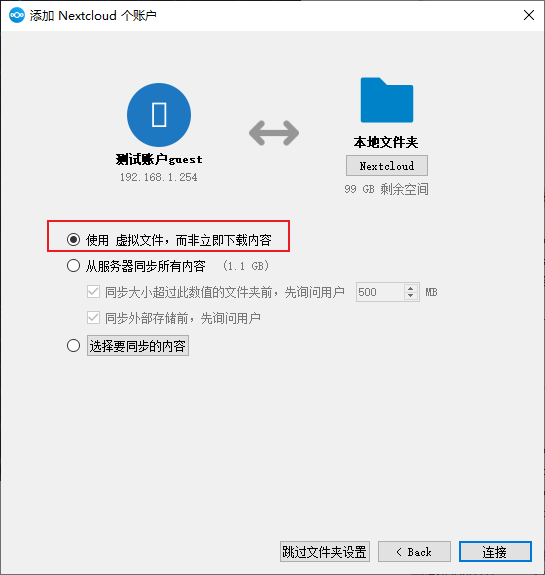 添加 Nextcloud 个账户
测试账户guest
192.168.1.254
本地文件夹
Nextcloud
99 GB 剩余空间
使用 虚拟文件，而非立即下载内容
从服务器同步所有内容 (1.1 GB)
同步大小超过此数值的文件夹前，先询问用户 500 MB
同步外部存储前，先询问用户
选择要同步的内容
跳过文件夹设置 < Back 连接